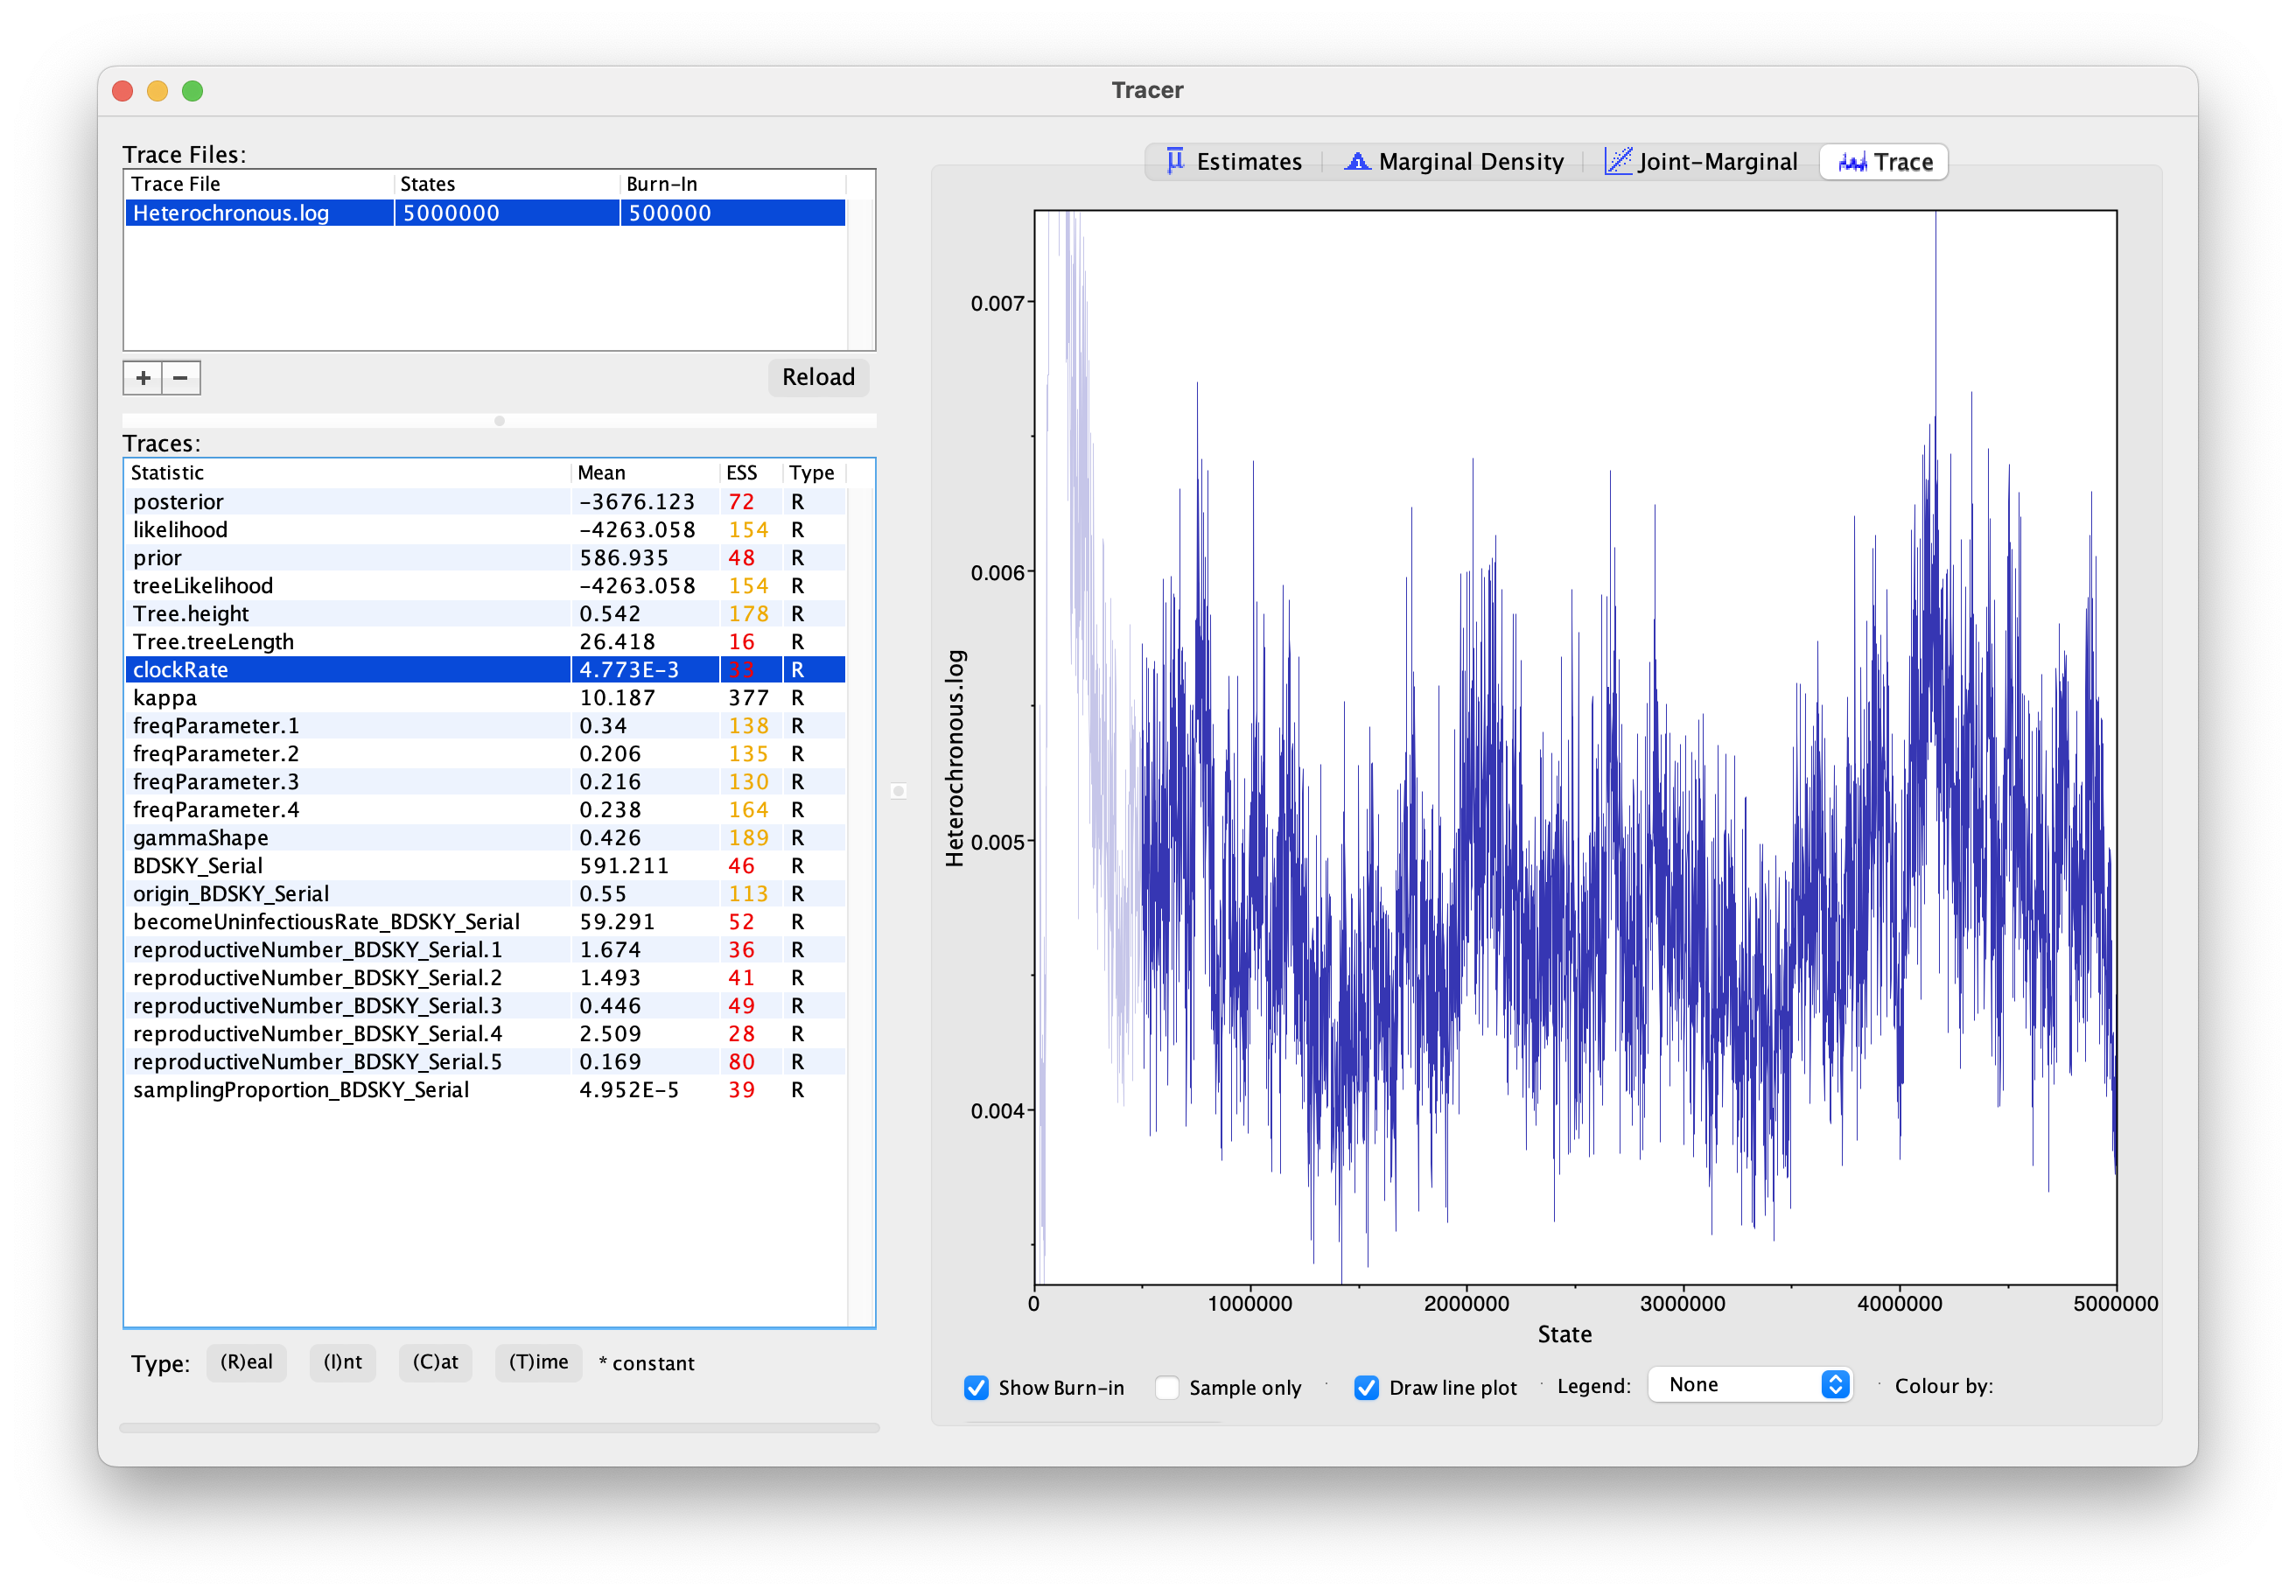 Tracer
Trace Files:
Trace File States Burn-In
Heterochronous.log 5000000 500000
+ −
Reload
Traces:
Statistic Mean ESS Type
posterior −3676.123 72 R
likelihood −4263.058 154 R
prior 586.935 48 R
treeLikelihood −4263.058 154 R
Tree.height 0.542 178 R
Tree.treeLength 26.418 16 R
clockRate 4.773E−3 33 R
kappa 10.187 377 R
freqParameter.1 0.34 138 R
freqParameter.2 0.206 135 R
freqParameter.3 0.216 130 R
freqParameter.4 0.238 164 R
gammaShape 0.426 189 R
BDSKY_Serial 591.211 46 R
origin_BDSKY_Serial 0.55 113 R
becomeUninfectiousRate_BDSKY_Serial 59.291 52 R
reproductiveNumber_BDSKY_Serial.1 1.674 36 R
reproductiveNumber_BDSKY_Serial.2 1.493 41 R
reproductiveNumber_BDSKY_Serial.3 0.446 49 R
reproductiveNumber_BDSKY_Serial.4 2.509 28 R
reproductiveNumber_BDSKY_Serial.5 0.169 80 R
samplingProportion_BDSKY_Serial 4.952E−5 39 R
Type: (R)eal (I)nt (C)at (T)ime * constant
Estimates Marginal Density Joint-Marginal Trace
0.007
0.006
0.005
0.004
Heterochronous.log
0 1000000 2000000 3000000 4000000 5000000
State
Show Burn-in Sample only Draw line plot Legend: None Colour by: